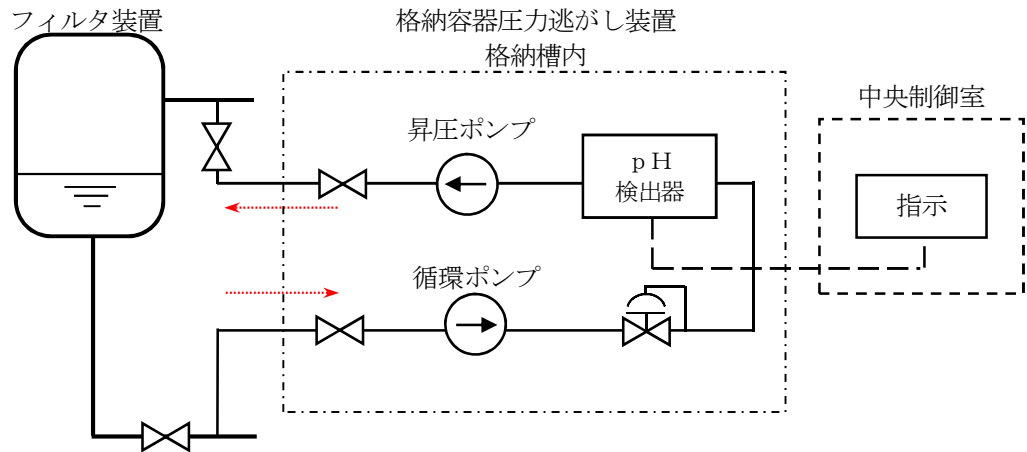 フィルタ装置
格納容器圧力逃がし装置
格納槽内
中央制御室
昇圧ポンプ
ｐＨ
検出器
指示
循環ポンプ